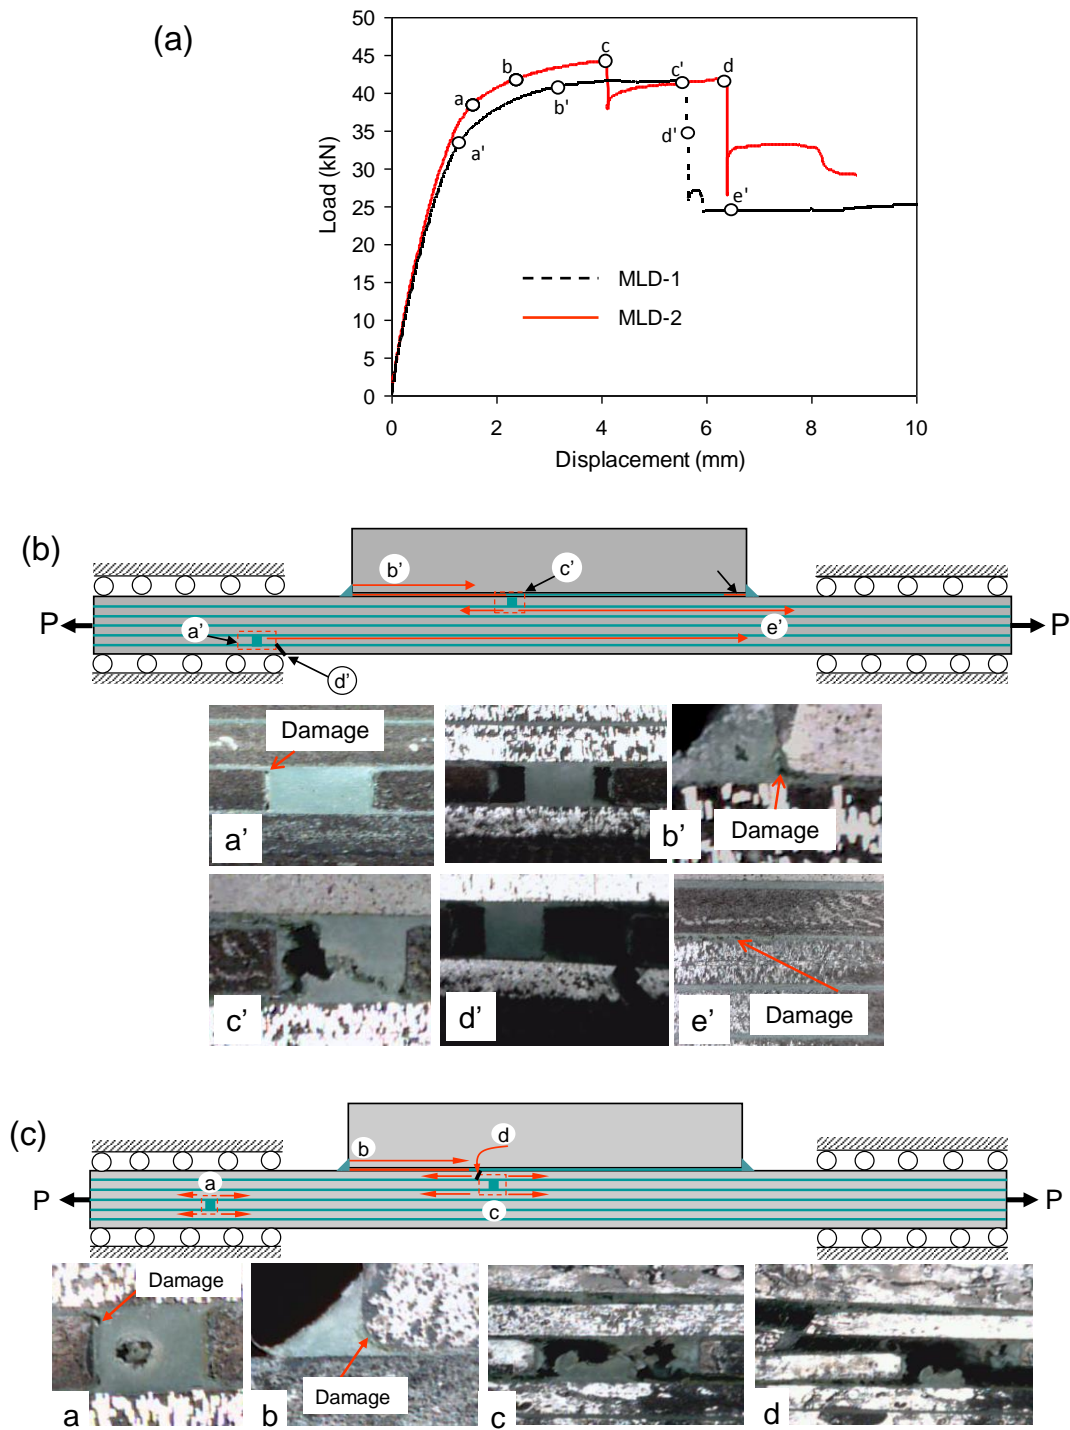 (a)
50
45
40
35
30
25
20
15
10
5
0
Load (kN)
a
b
c
d
a'
b'
c'
d'
e'
MLD-1
MLD-2
0 2 4 6 8 10
Displacement (mm)
(b)
b’
c’
P
P
a’
e’
d’
Damage
a’
b’
Damage
c’
d’
e’
Damage
(c)
b
d
a
P
P
c
Damage
a
b
Damage
c
d